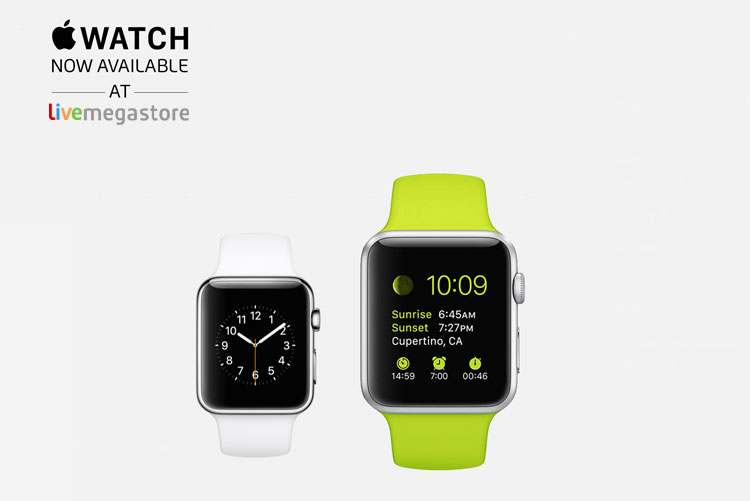 WATCH
NOW AVAILABLE
AT
livemegastore
12
11 1
10 2
9 3
8 4
7 5
6
10:09
Sunrise 6:45AM
Sunset 7:27PM
Cupertino, CA
14:59 7:00 00:46